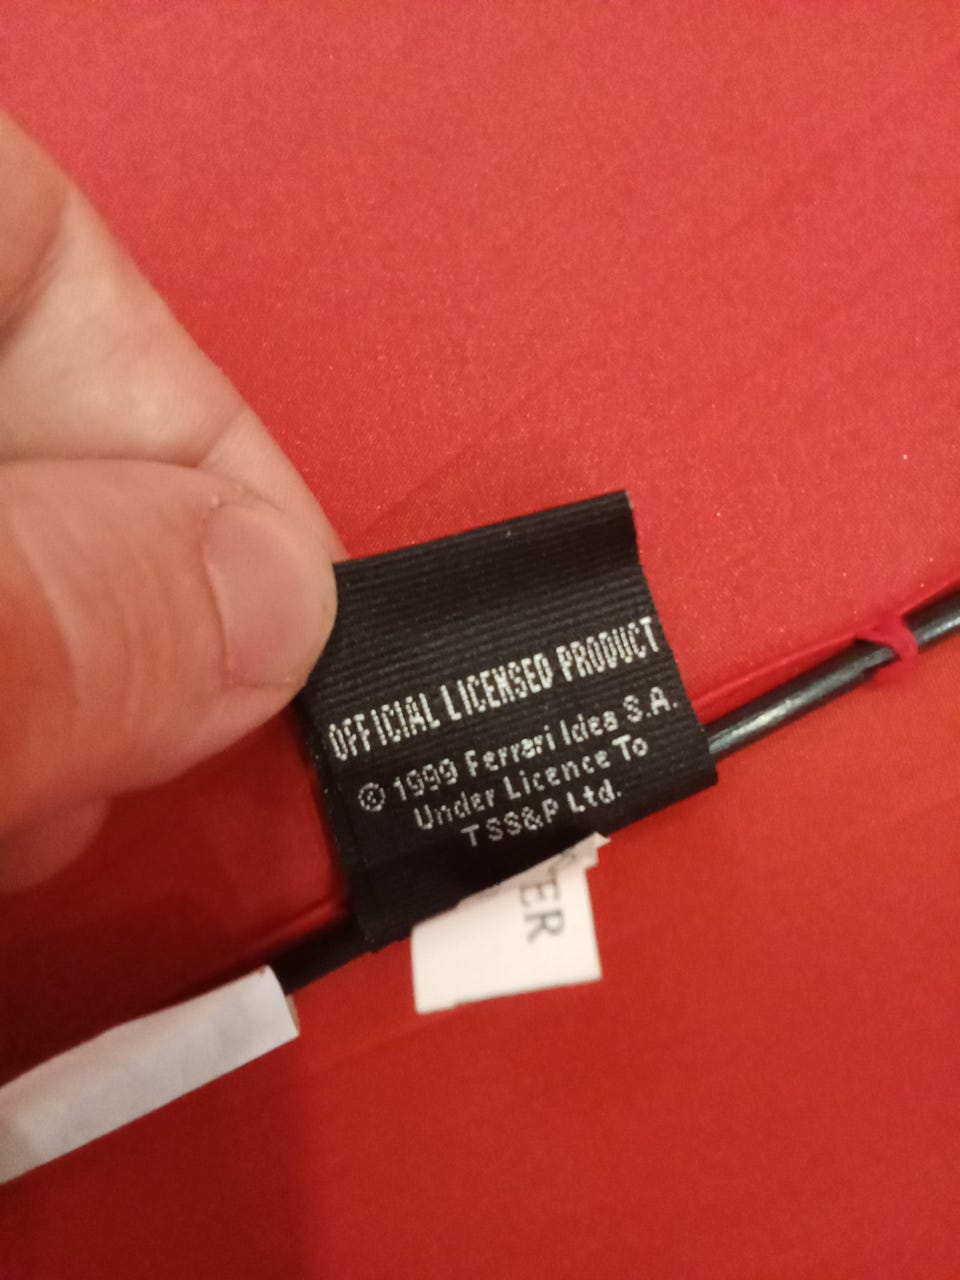 OFFICIAL LICENSED PRODUCT
© 1999 Ferrari Idea S.A.
Under Licence To
TSS&P Ltd.